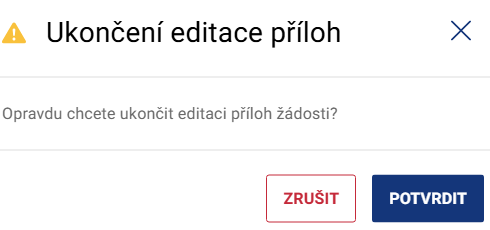 Ukončení editace příloh
Opravdu chcete ukončit editaci příloh žádosti?
ZRUŠIT
POTVRDIT